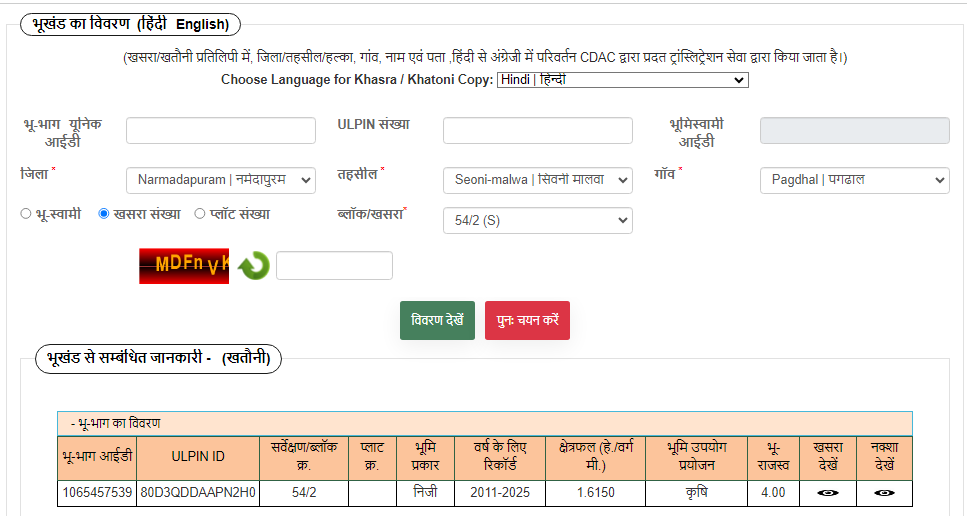 भूखंड का विवरण (हिंदी English)
(खसरा/खतौनी प्रतिलिपी में, जिला/तहसील/हल्का, गांव, नाम एवं पता ,हिंदी से अंग्रेजी में परिवर्तन CDAC द्वारा प्रदत ट्रांस्लिट्रेशन सेवा द्वारा किया जाता है।)
Choose Language for Khasra / Khatoni Copy: Hindi | हिन्दी
भू-भाग यूनिक आईडी ULPIN संख्या भूमिस्वामी आईडी
जिला * Narmadapuram | नर्मदापुरम तहसील * Seoni-malwa | सिवनी मालवा गाँव * Pagdhal | पगढाल
भू-स्वामी खसरा संख्या प्लॉट संख्या ब्लॉक/खसरा* 54/2 (S)
MDFnV
विवरण देखें पुनः चयन करें
भूखंड से सम्बंधित जानकारी - (खतौनी)
- भू-भाग का विवरण
भू-भाग आईडी ULPIN ID सर्वेक्षण/ब्लॉक क्र. प्लाट क्र. भूमि प्रकार वर्ष के लिए रिकॉर्ड क्षेत्रफल (हे./वर्ग मी.) भूमि उपयोग प्रयोजन भू-राजस्व खसरा देखें नक्शा देखें
1065457539 80D3QDDAAPN2H0 54/2 निजी 2011-2025 1.6150 कृषि 4.00